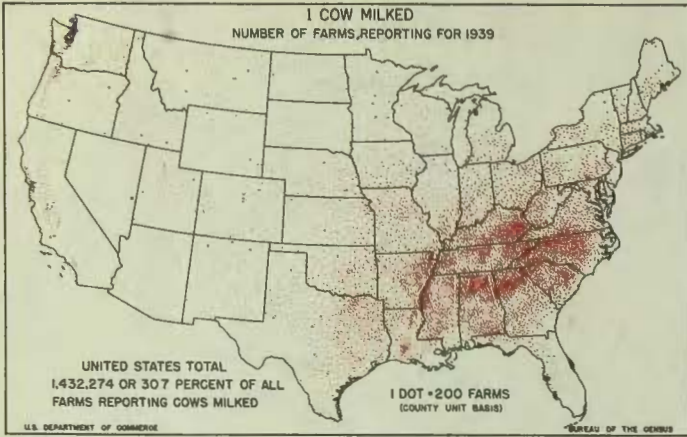 1 COW MILKED
NUMBER OF FARMS, REPORTING FOR 1939
UNITED STATES TOTAL
1,432,274 OR 30.7 PERCENT OF ALL
FARMS REPORTING COWS MILKED
1 DOT = 200 FARMS
(COUNTY UNIT BASIS)
U.S. DEPARTMENT OF COMMERCE
BUREAU OF THE CENSUS